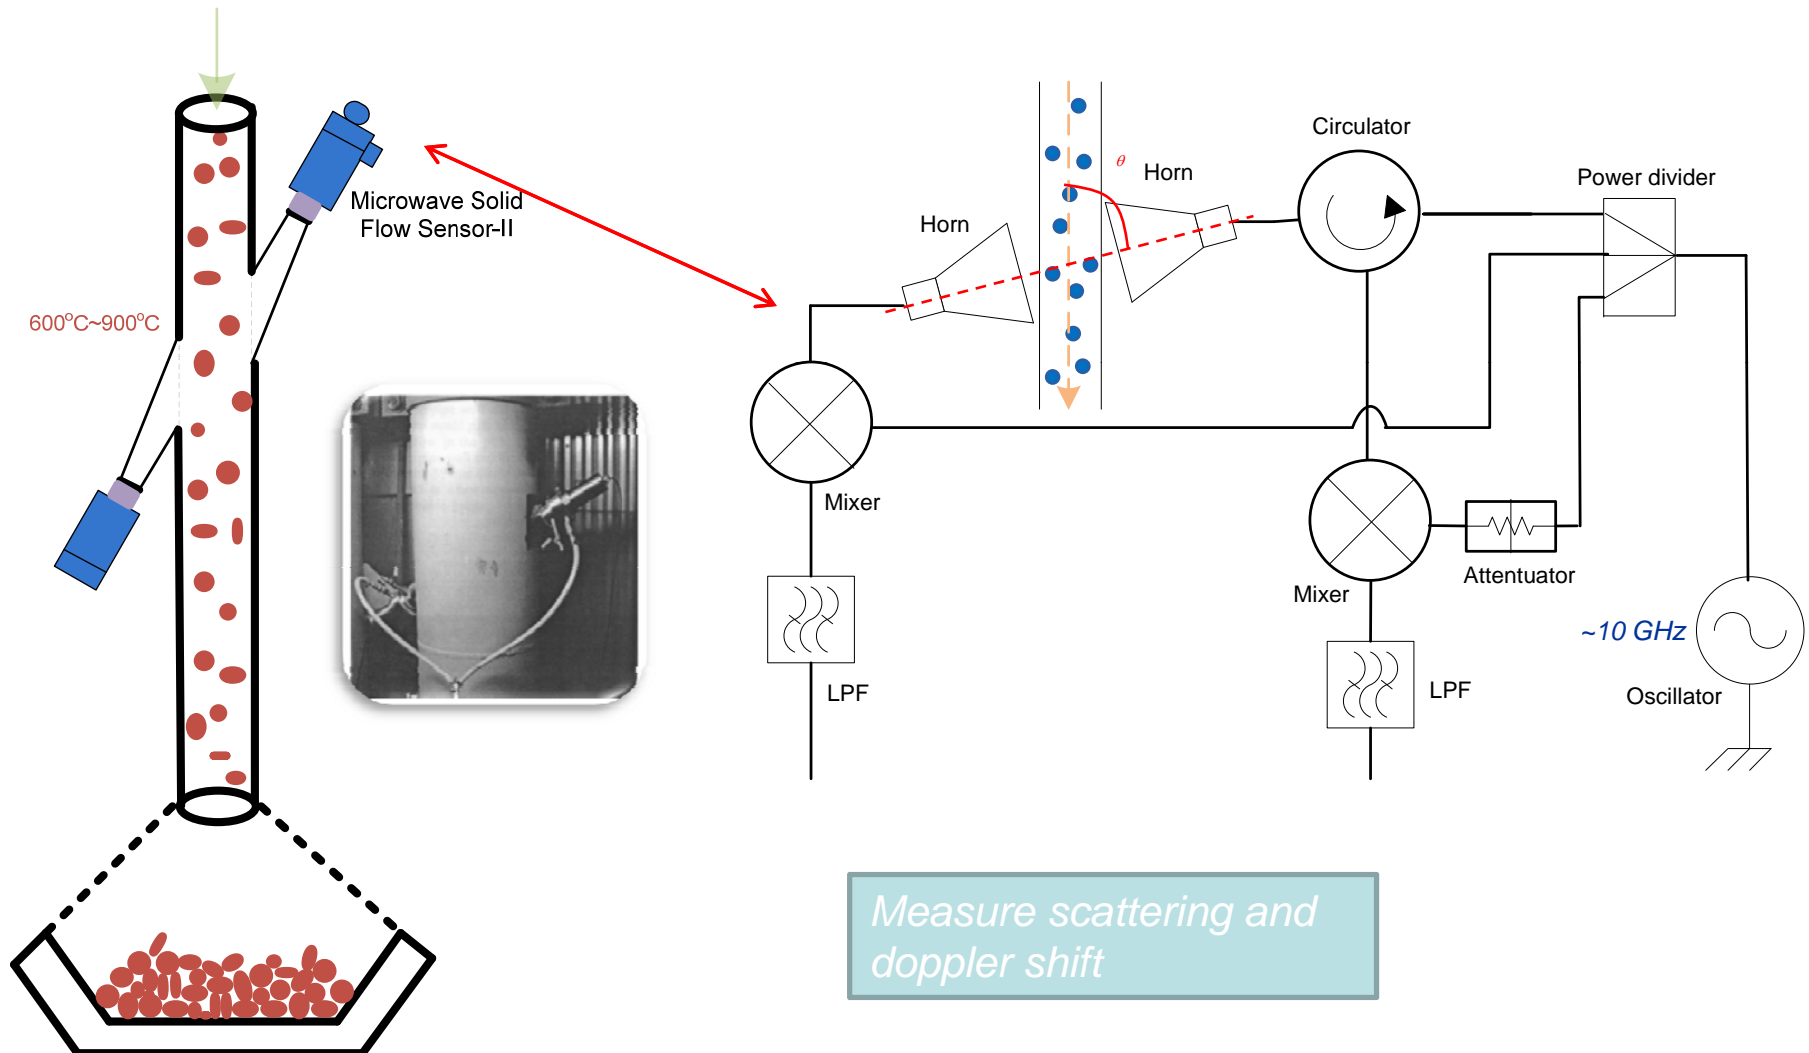 Microwave Solid
Flow Sensor-II
600°C~900°C
θ
Horn
Horn
Circulator
Power divider
Mixer
LPF
Mixer
Attentuator
LPF
~10 GHz
Oscillator
Measure scattering and
doppler shift